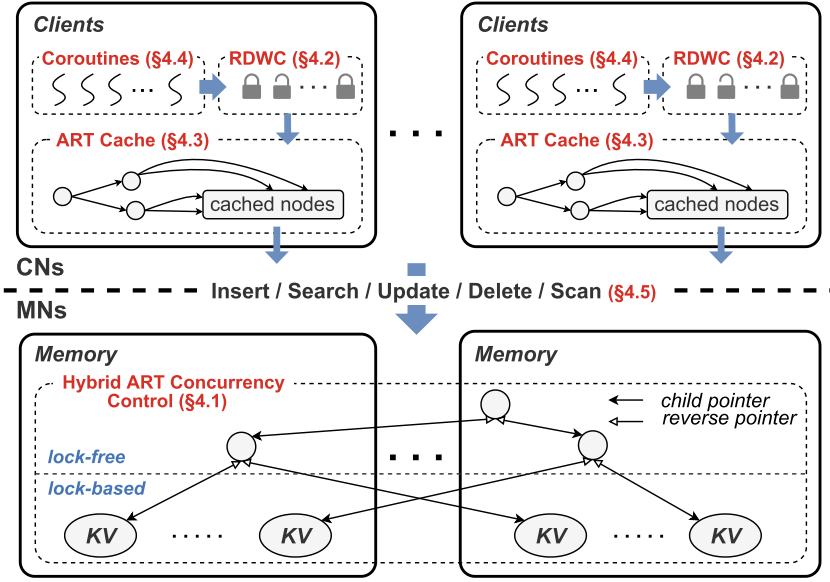 Clients
Coroutines (§4.4)
RDWC (§4.2)
...
...
ART Cache (§4.3)
cached nodes
...
Clients
Coroutines (§4.4)
RDWC (§4.2)
...
...
ART Cache (§4.3)
cached nodes
CNs
Insert / Search / Update / Delete / Scan (§4.5)
MNs
Memory
Memory
Hybrid ART Concurrency
Control (§4.1)
child pointer
reverse pointer
lock-free
...
lock-based
KV ..... KV
KV ..... KV